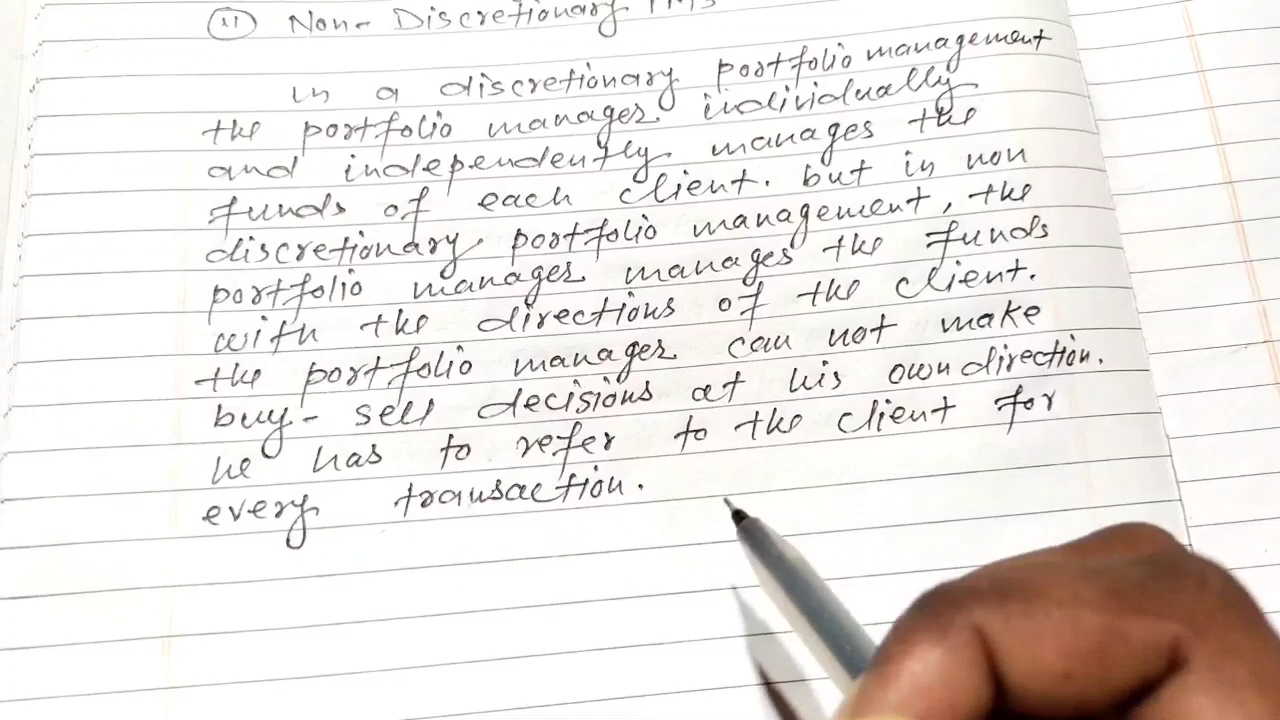 (ii) Non-Discretionary PMS
In a discretionary portfolio management
the portfolio manager individually
and independently manages the
funds of each client. but in non
discretionary portfolio management, the
portfolio manager manages the funds
with the directions of the client.
the portfolio manager can not make
buy-sell decisions at his own direction.
he has to refer to the client for
every transaction.